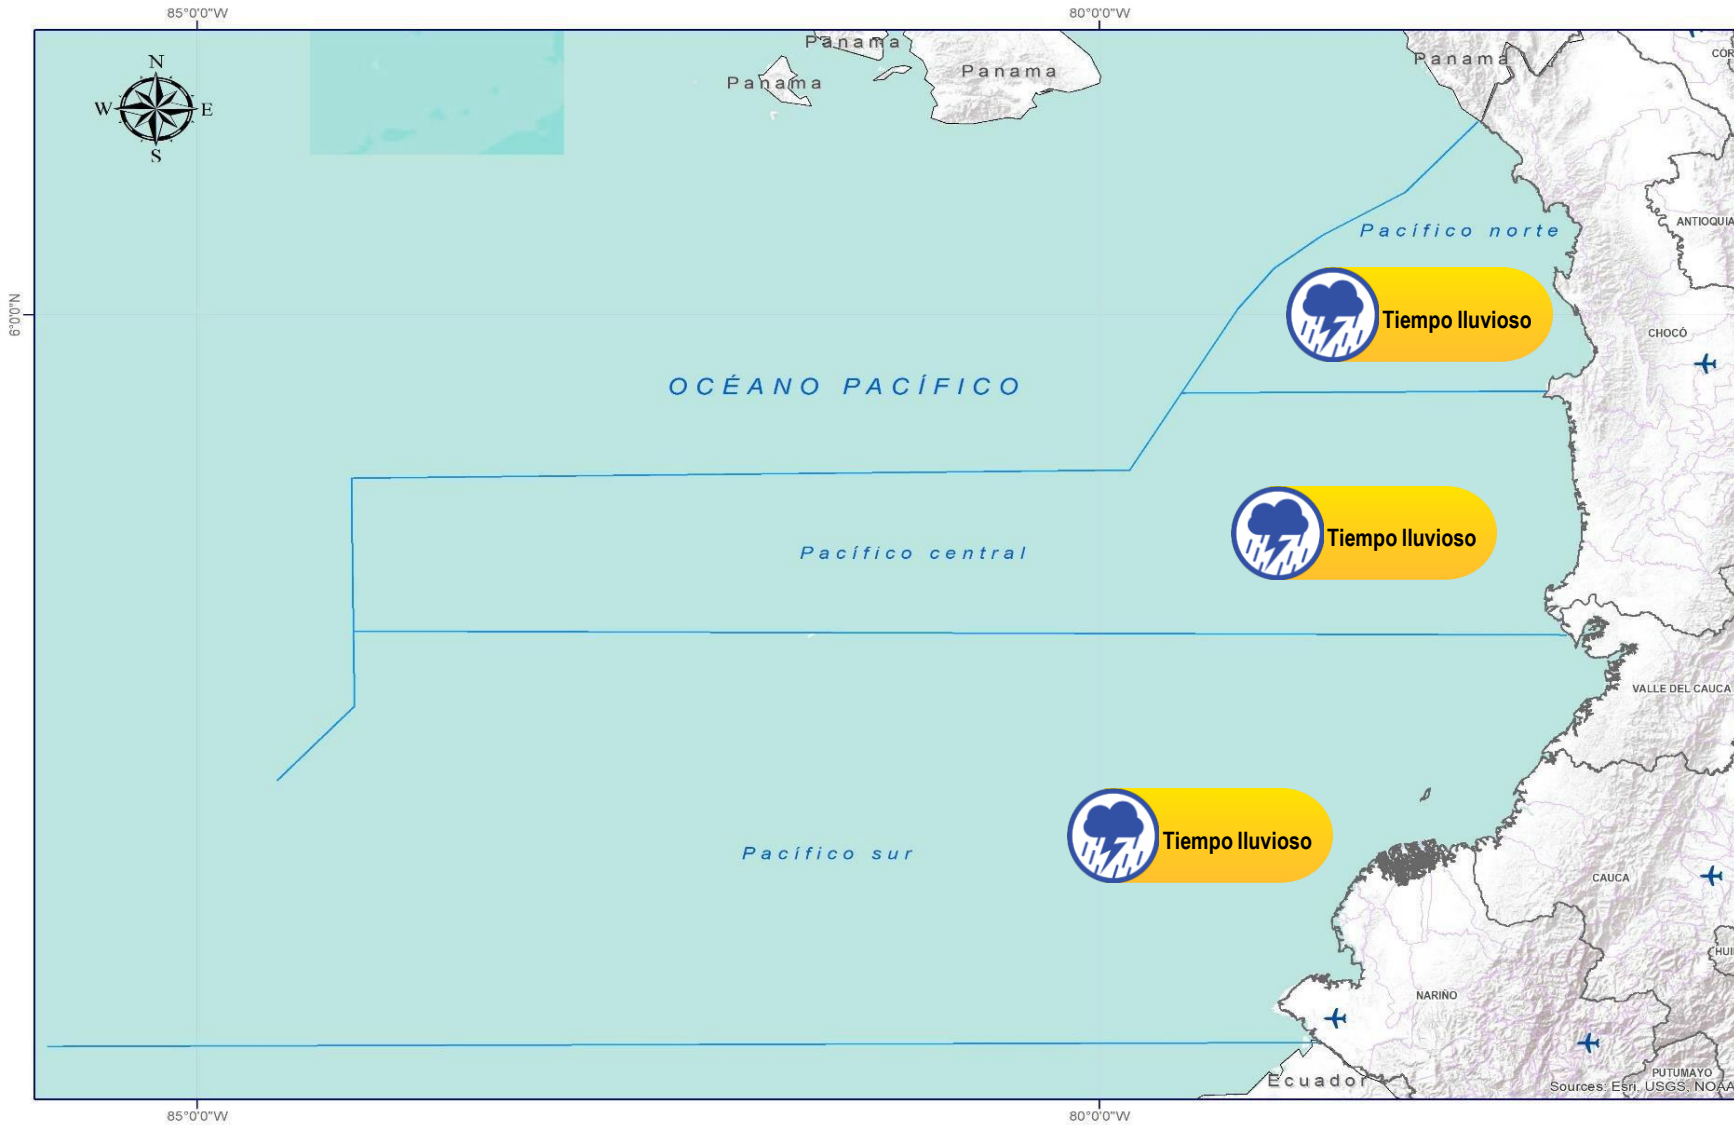 85°0'0"W
80°0'0"W
Panama
Panama
Panama
Panama
N
W
E
S
ANTIOQUIA
Pacífico norte
6°0'0"N
Tiempo lluvioso
CHOCÓ
OCÉANO PACÍFICO
Tiempo lluvioso
Pacífico central
VALLE DEL CAUCA
Tiempo lluvioso
Pacífico sur
CAUCA
HUI
NARIÑO
PUTUMAYO
Ecuador
Sources: Esri, USGS, NOAA
85°0'0"W
80°0'0"W